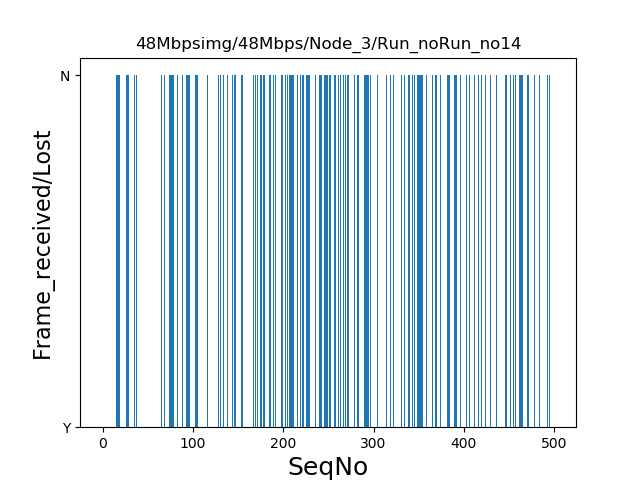 48Mbpsimg/48Mbps/Node_3/Run_noRun_no14
N
Frame_received/Lost
Y
0 100 200 300 400 500
SeqNo